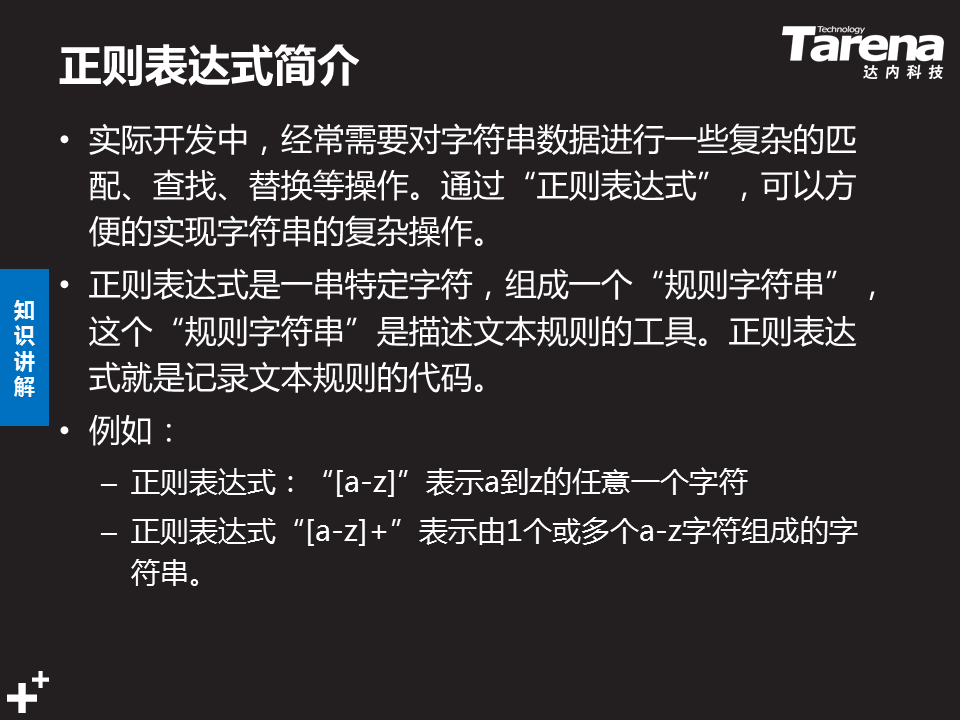 正则表达式简介
Technology
Tarena
达内科技
• 实际开发中，经常需要对字符串数据进行一些复杂的匹
配、查找、替换等操作。通过“正则表达式”，可以方
便的实现字符串的复杂操作。
• 正则表达式是一串特定字符，组成一个“规则字符串”，
这个“规则字符串”是描述文本规则的工具。正则表达
式就是记录文本规则的代码。
• 例如：
– 正则表达式：“[a-z]”表示a到z的任意一个字符
– 正则表达式“[a-z]+”表示由1个或多个a-z字符组成的字
符串。
知
识
讲
解